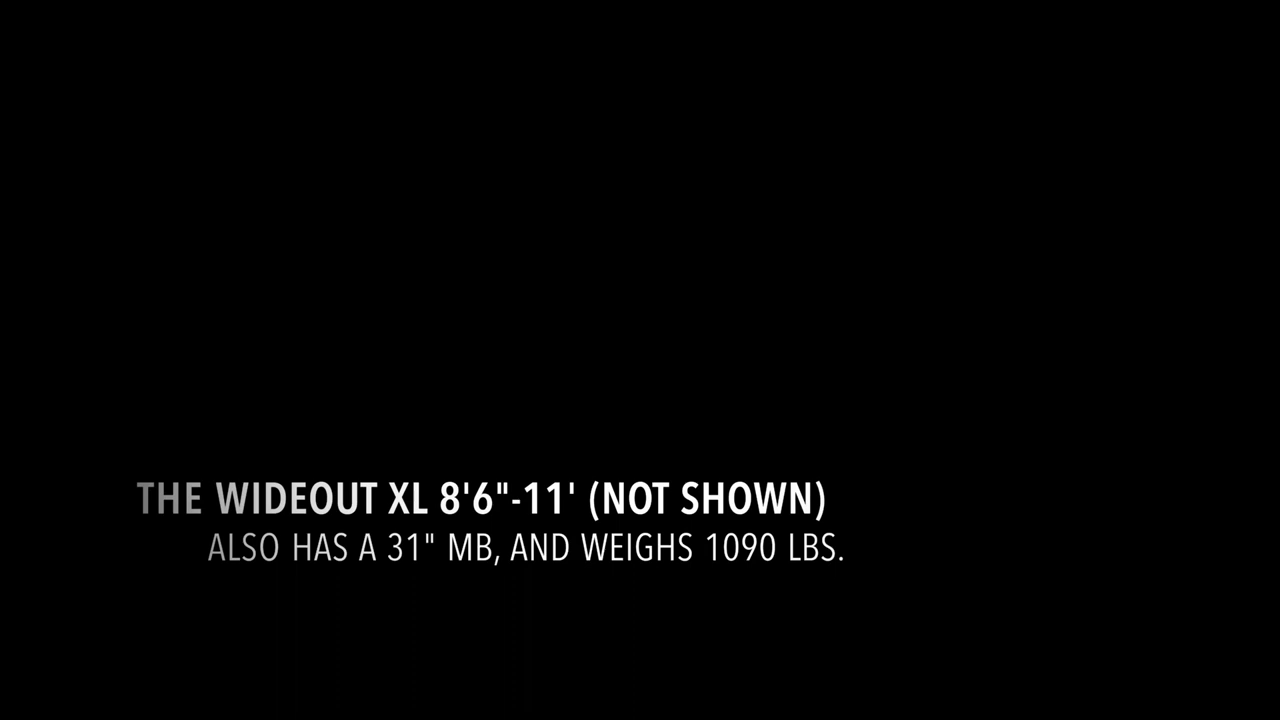 THE WIDEOUT XL 8'6"-11' (NOT SHOWN)
ALSO HAS A 31" MB, AND WEIGHS 1090 LBS.